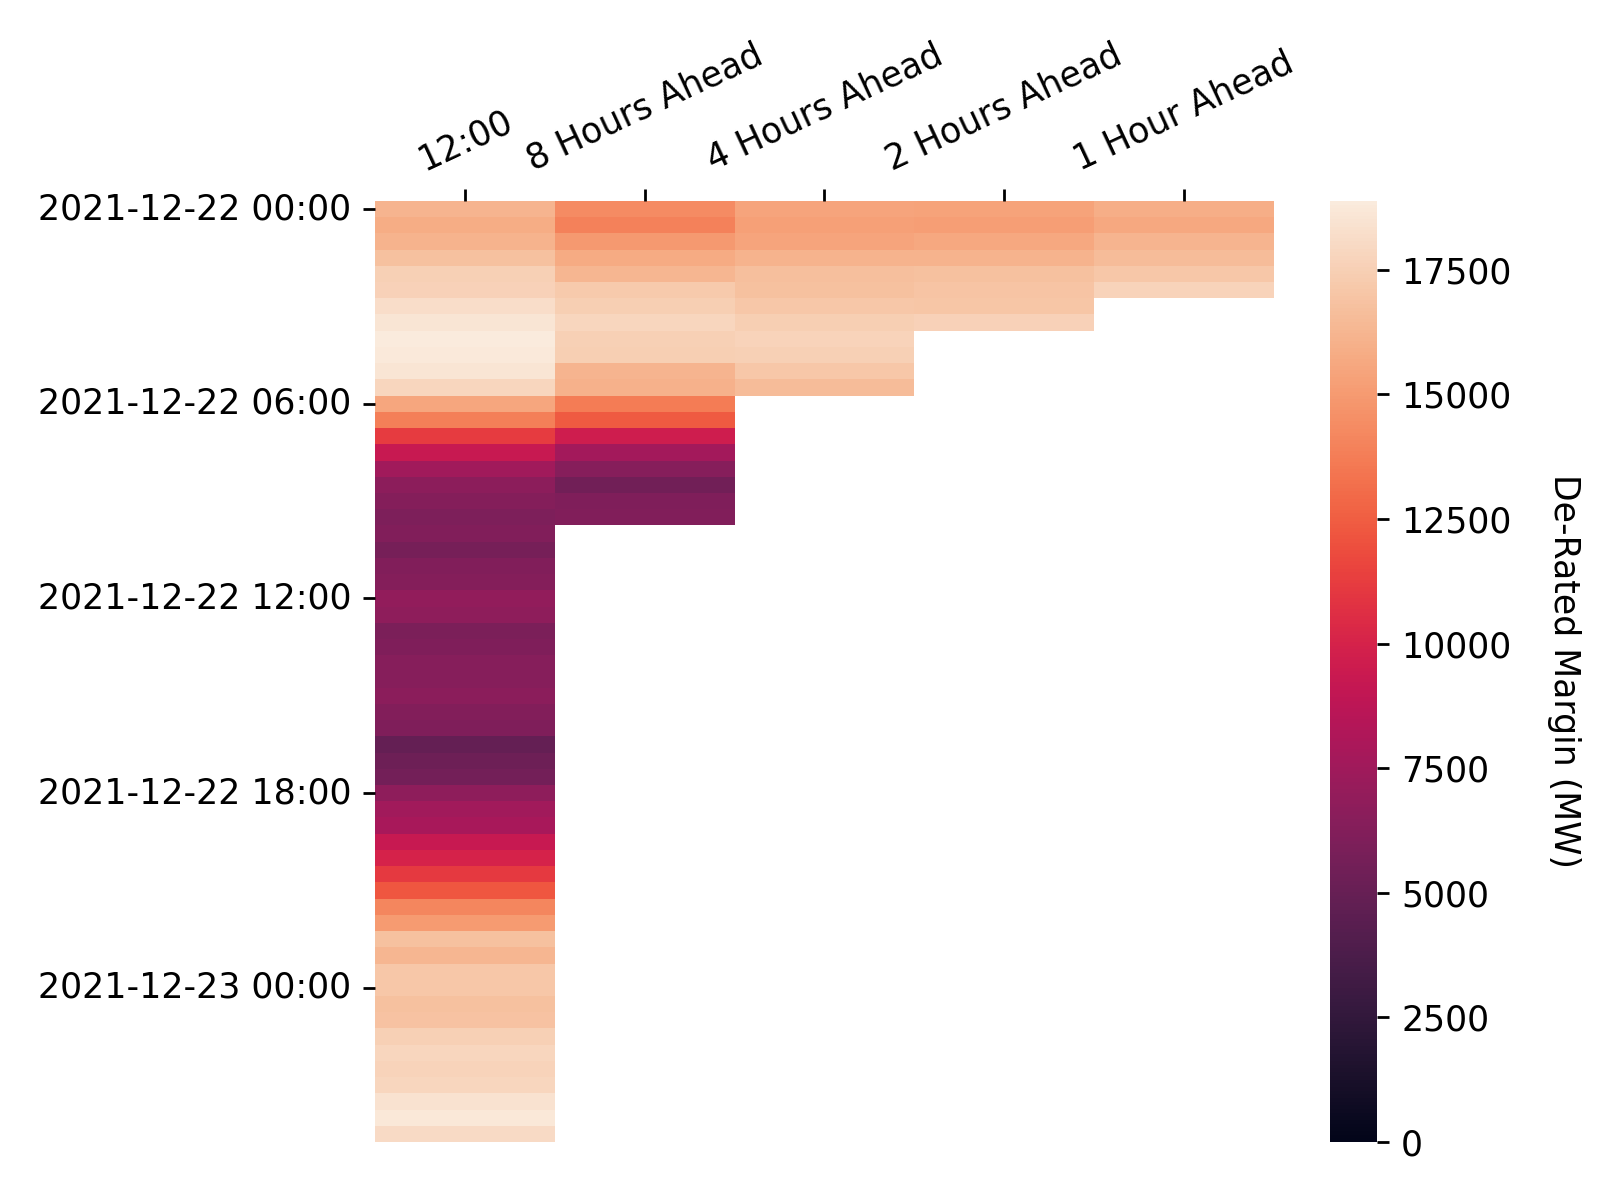 12:00
8 Hours Ahead
4 Hours Ahead
2 Hours Ahead
1 Hour Ahead
2021-12-22 00:00
2021-12-22 06:00
2021-12-22 12:00
2021-12-22 18:00
2021-12-23 00:00
17500
15000
12500
10000
7500
5000
2500
0
De-Rated Margin (MW)